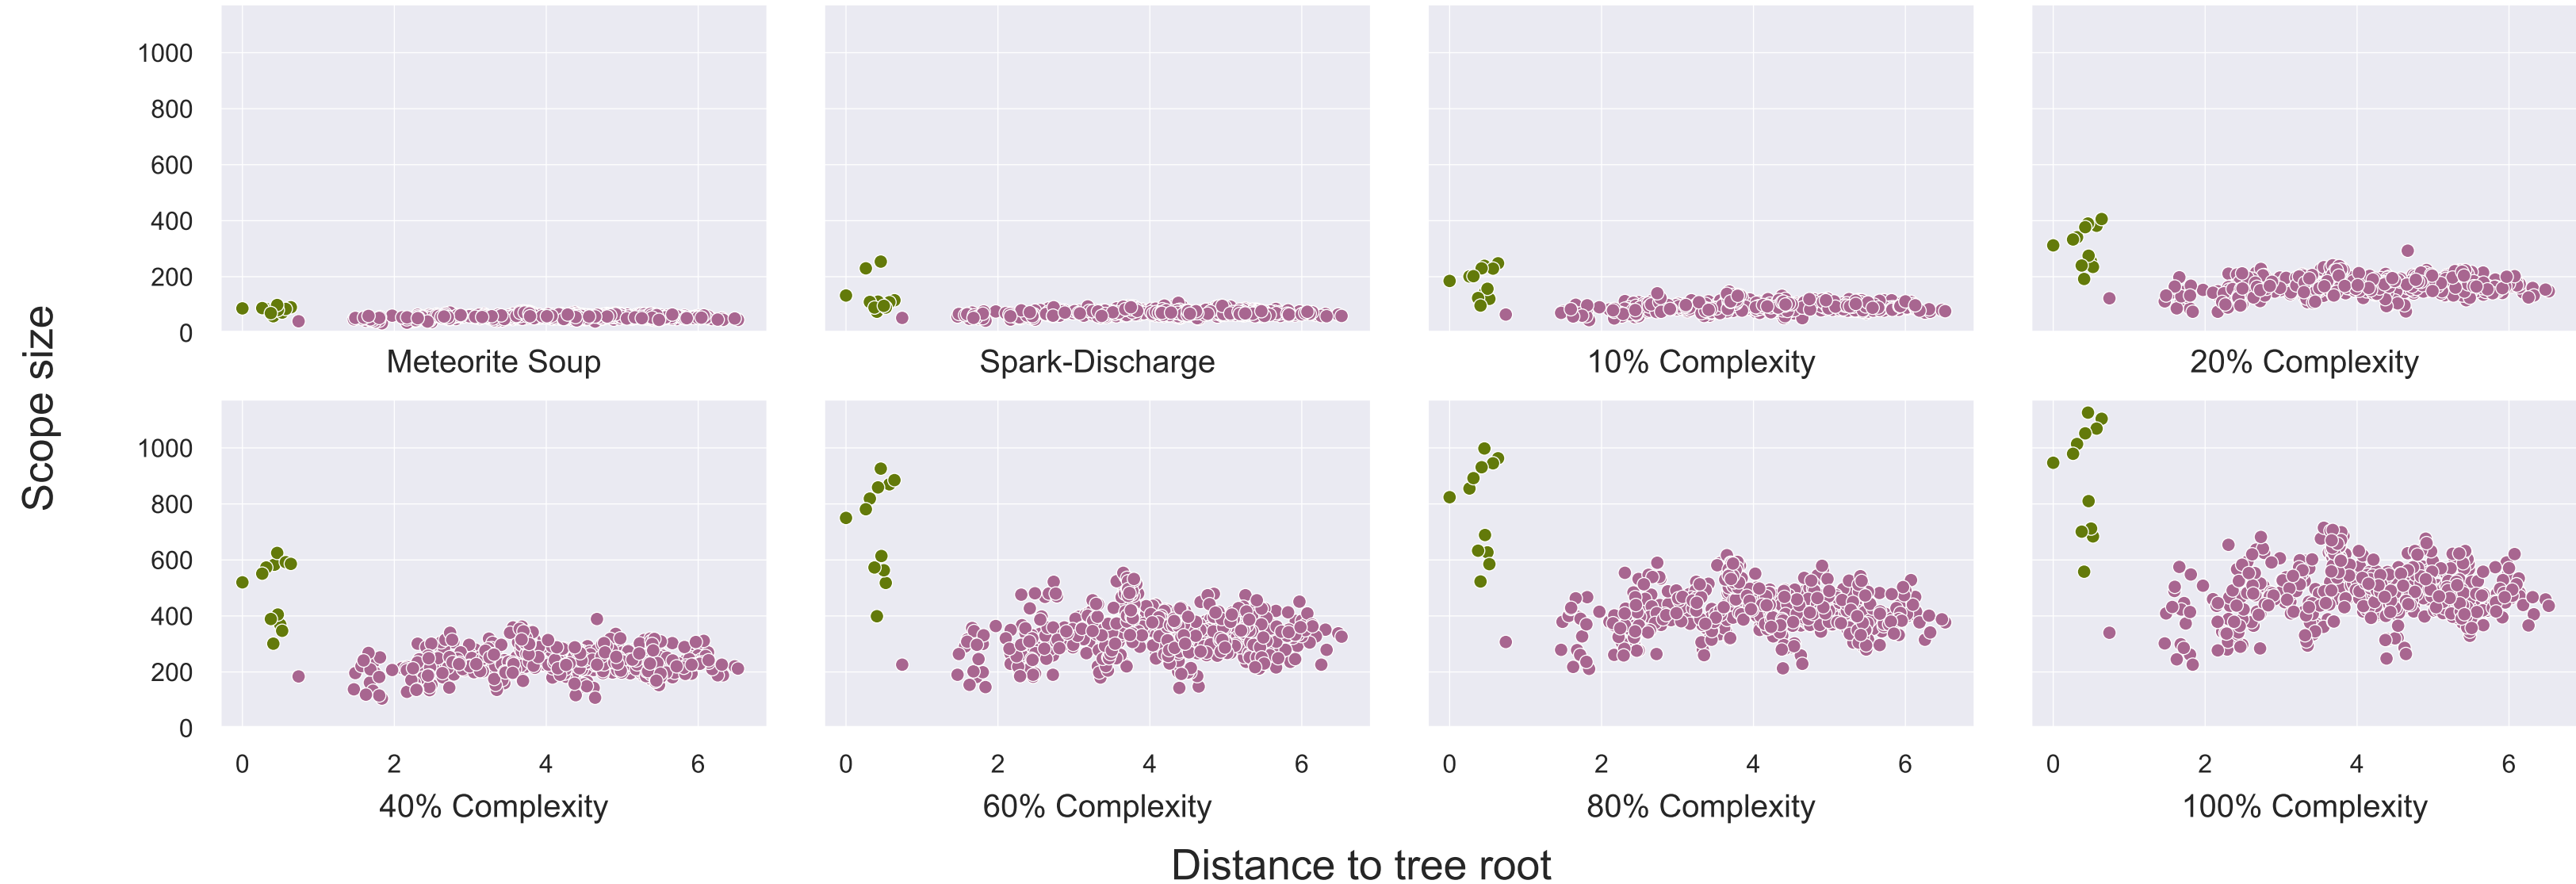 1000
800
600
400
200
0
Meteorite Soup
Spark-Discharge
10% Complexity
20% Complexity
Scope size
1000
800
600
400
200
0
0 2 4 6
0 2 4 6
0 2 4 6
0 2 4 6
40% Complexity
60% Complexity
80% Complexity
100% Complexity
Distance to tree root